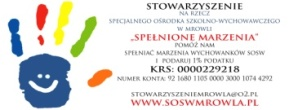 STOWARZYSZENIE
NA RZECZ
SPECJALNEGO OŚRODKA SZKOLNO-WYCHOWAWCZEGO
W MROWLI
„SPEŁNIONE MARZENIA"
POMÓŻ NAM
SPEŁNIAĆ MARZENIA WYCHOWANKÓW SOSW
I PODARUJ 1% PODATKU
KRS: 0000229218
NUMER KONTA: 92 1680 1105 0000 3000 1074 4292
STOWARZYSZENIEMROWLA@O2.PL
WWW.SOSWMROWLA.PL